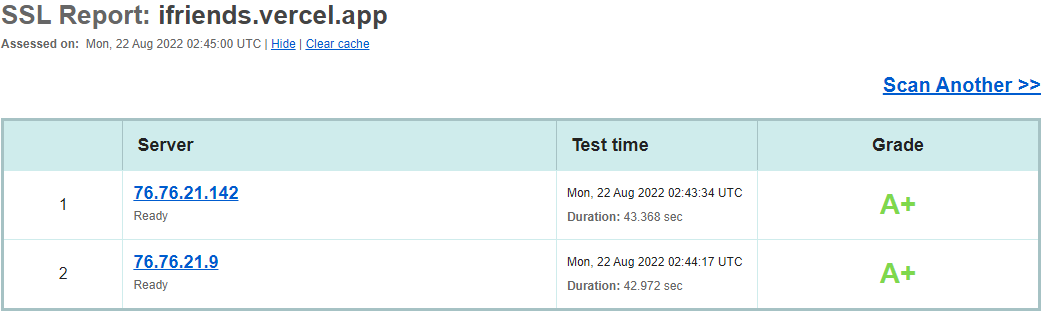 SSL Report: ifriends.vercel.app
Assessed on: Mon, 22 Aug 2022 02:45:00 UTC | Hide | Clear cache
Scan Another >>
Server Test time Grade
1 76.76.21.142 Ready Mon, 22 Aug 2022 02:43:34 UTC Duration: 43.368 sec A+
2 76.76.21.9 Ready Mon, 22 Aug 2022 02:44:17 UTC Duration: 42.972 sec A+